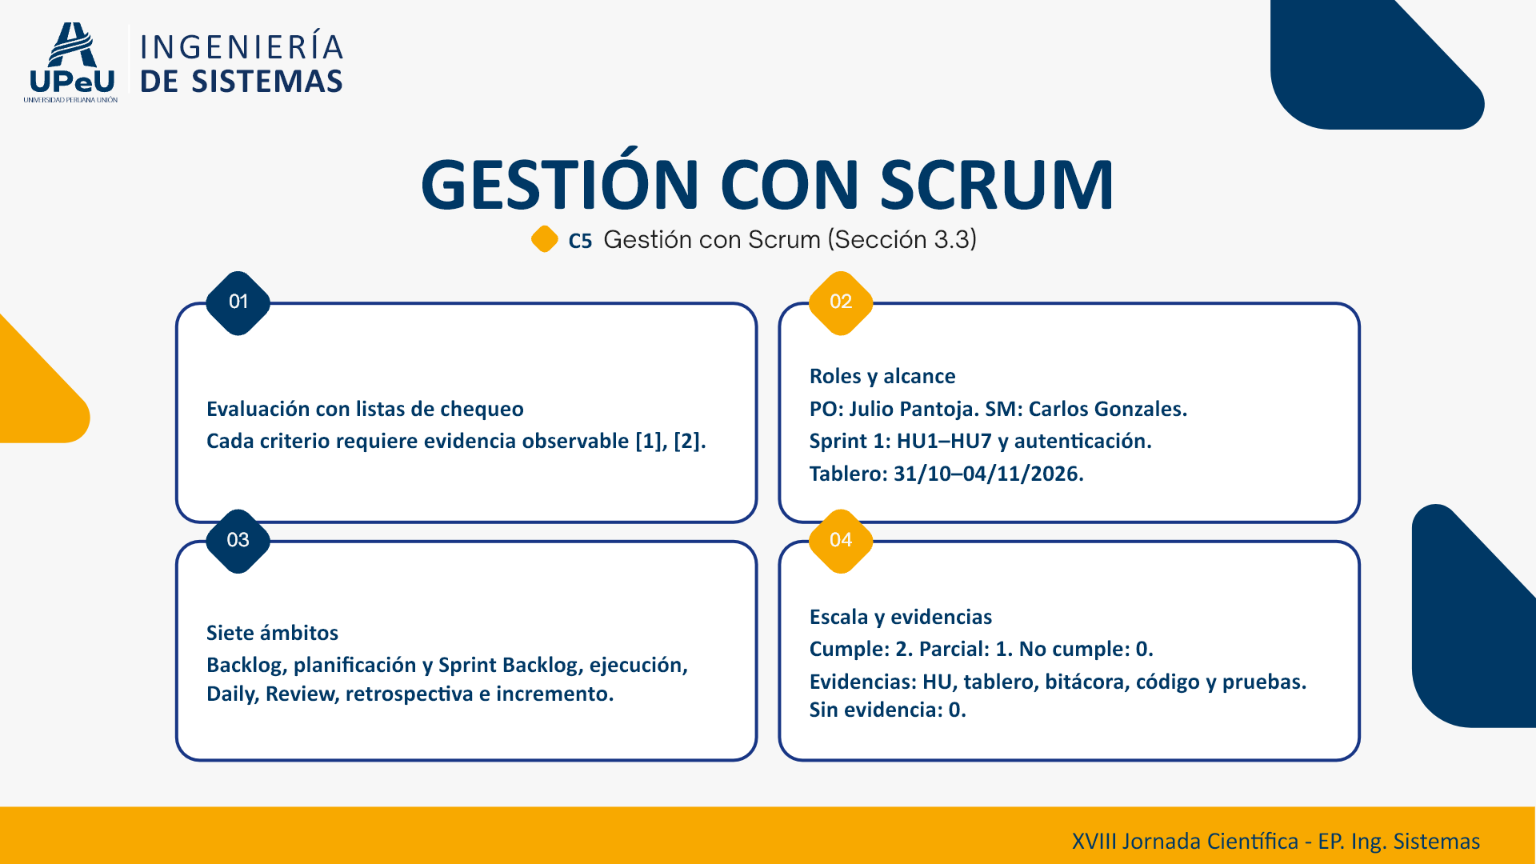 UPeU
UNIVERSIDAD PERUANA UNIÓN
INGENIERÍA
DE SISTEMAS
GESTIÓN CON SCRUM
C5 Gestión con Scrum (Sección 3.3)
01
Evaluación con listas de chequeo
Cada criterio requiere evidencia observable [1], [2].
02
Roles y alcance
PO: Julio Pantoja. SM: Carlos Gonzales.
Sprint 1: HU1–HU7 y autenticación.
Tablero: 31/10–04/11/2026.
03
Siete ámbitos
Backlog, planificación y Sprint Backlog, ejecución,
Daily, Review, retrospectiva e incremento.
04
Escala y evidencias
Cumple: 2. Parcial: 1. No cumple: 0.
Evidencias: HU, tablero, bitácora, código y pruebas.
Sin evidencia: 0.
XVIII Jornada Científica - EP. Ing. Sistemas